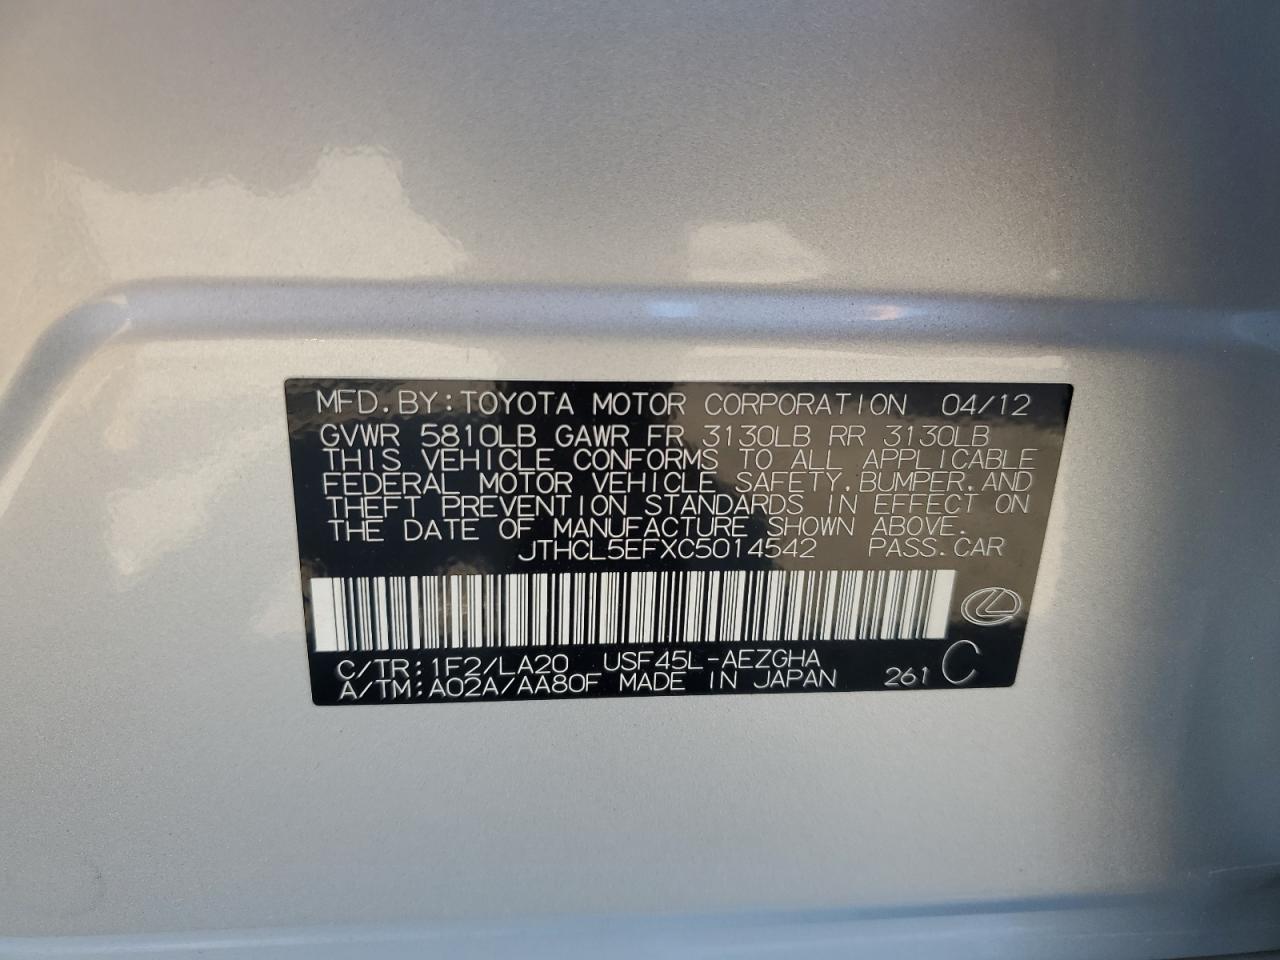 MFD. BY: TOYOTA MOTOR CORPORATION 04/12
GVWR 5810LB GAWR FR 3130LB RR 3130LB
THIS VEHICLE CONFORMS TO ALL APPLICABLE
FEDERAL MOTOR VEHICLE SAFETY, BUMPER, AND
THEFT PREVENTION STANDARDS IN EFFECT ON
THE DATE OF MANUFACTURE SHOWN ABOVE.
JTHCL5EFXC5014542 PASS. CAR
C/TR: 1F2/LA20 USF45L-AEZGHA
A/TM: A02A/AA80F MADE IN JAPAN 261 C